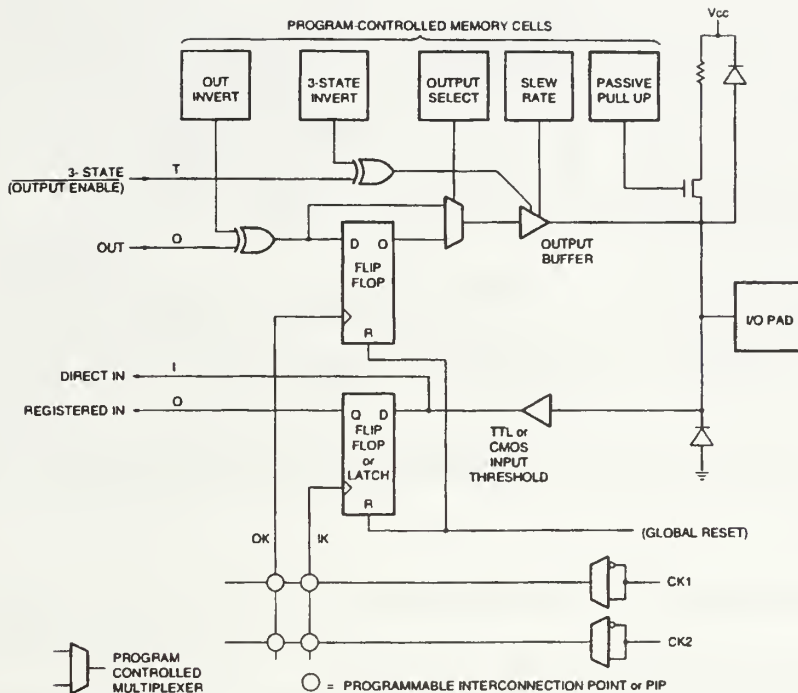 PROGRAM-CONTROLLED MEMORY CELLS
Vcc
OUT
INVERT
3-STATE
INVERT
OUTPUT
SELECT
SLEW
RATE
PASSIVE
PULL UP
3- STATE
(OUTPUT ENABLE)
T
OUT
O
D O
FLIP
FLOP
R
OUTPUT
BUFFER
I/O PAD
DIRECT IN
I
REGISTERED IN
O
Q D
FLIP
FLOP
or
LATCH
R
TTL or
CMOS
INPUT
THRESHOLD
OK
IK
(GLOBAL RESET)
CK1
CK2
PROGRAM
CONTROLLED
MULTIPLEXER
= PROGRAMMABLE INTERCONNECTION POINT or PIP